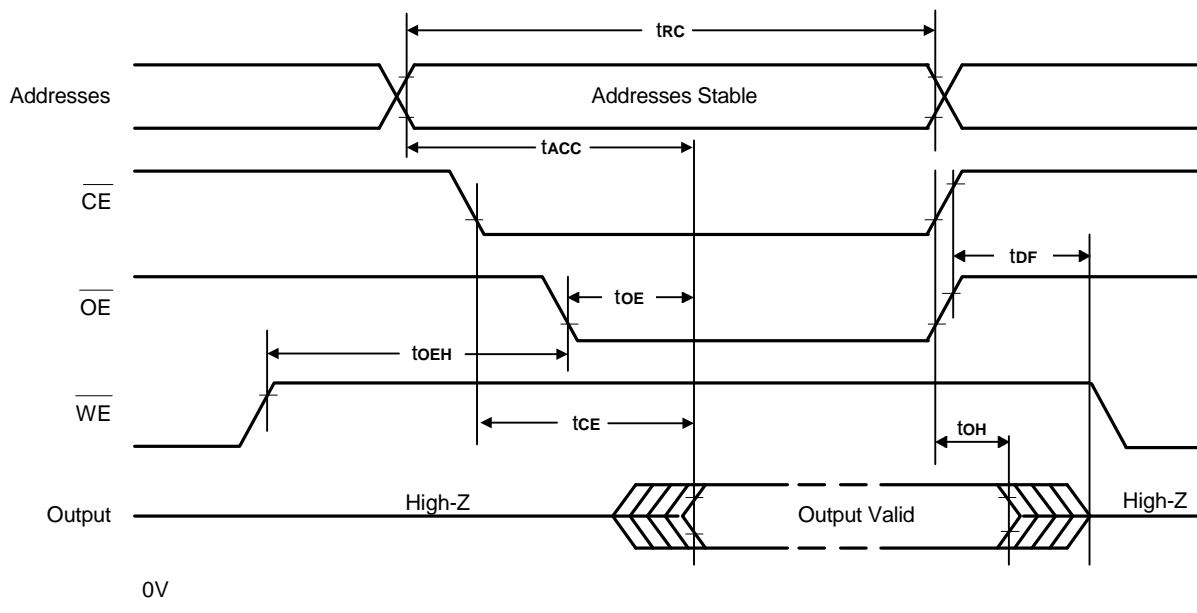 tRC
Addresses
Addresses Stable
tACC
CE
tDF
OE
tOE
tOEH
WE
tCE
tOH
High-Z
Output
Output Valid
High-Z
0V